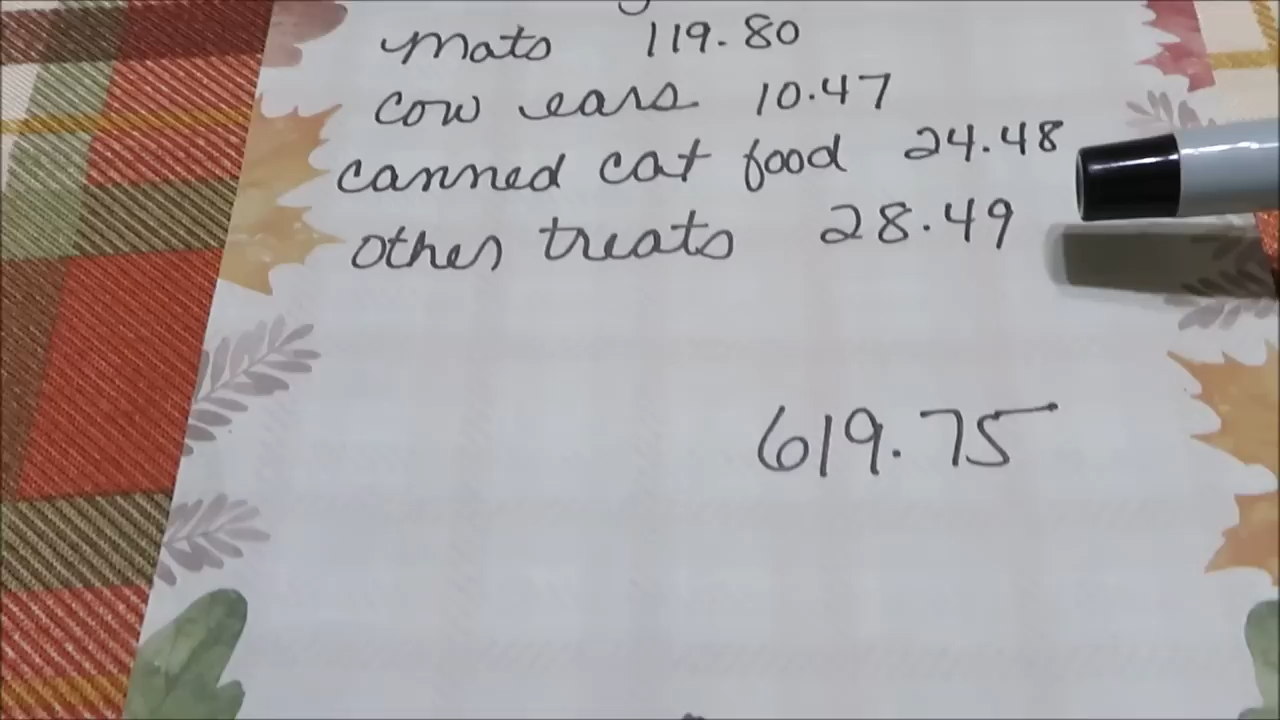 mats 119.80
cow ears 10.47
canned cat food 24.48
other treats 28.49
619.75